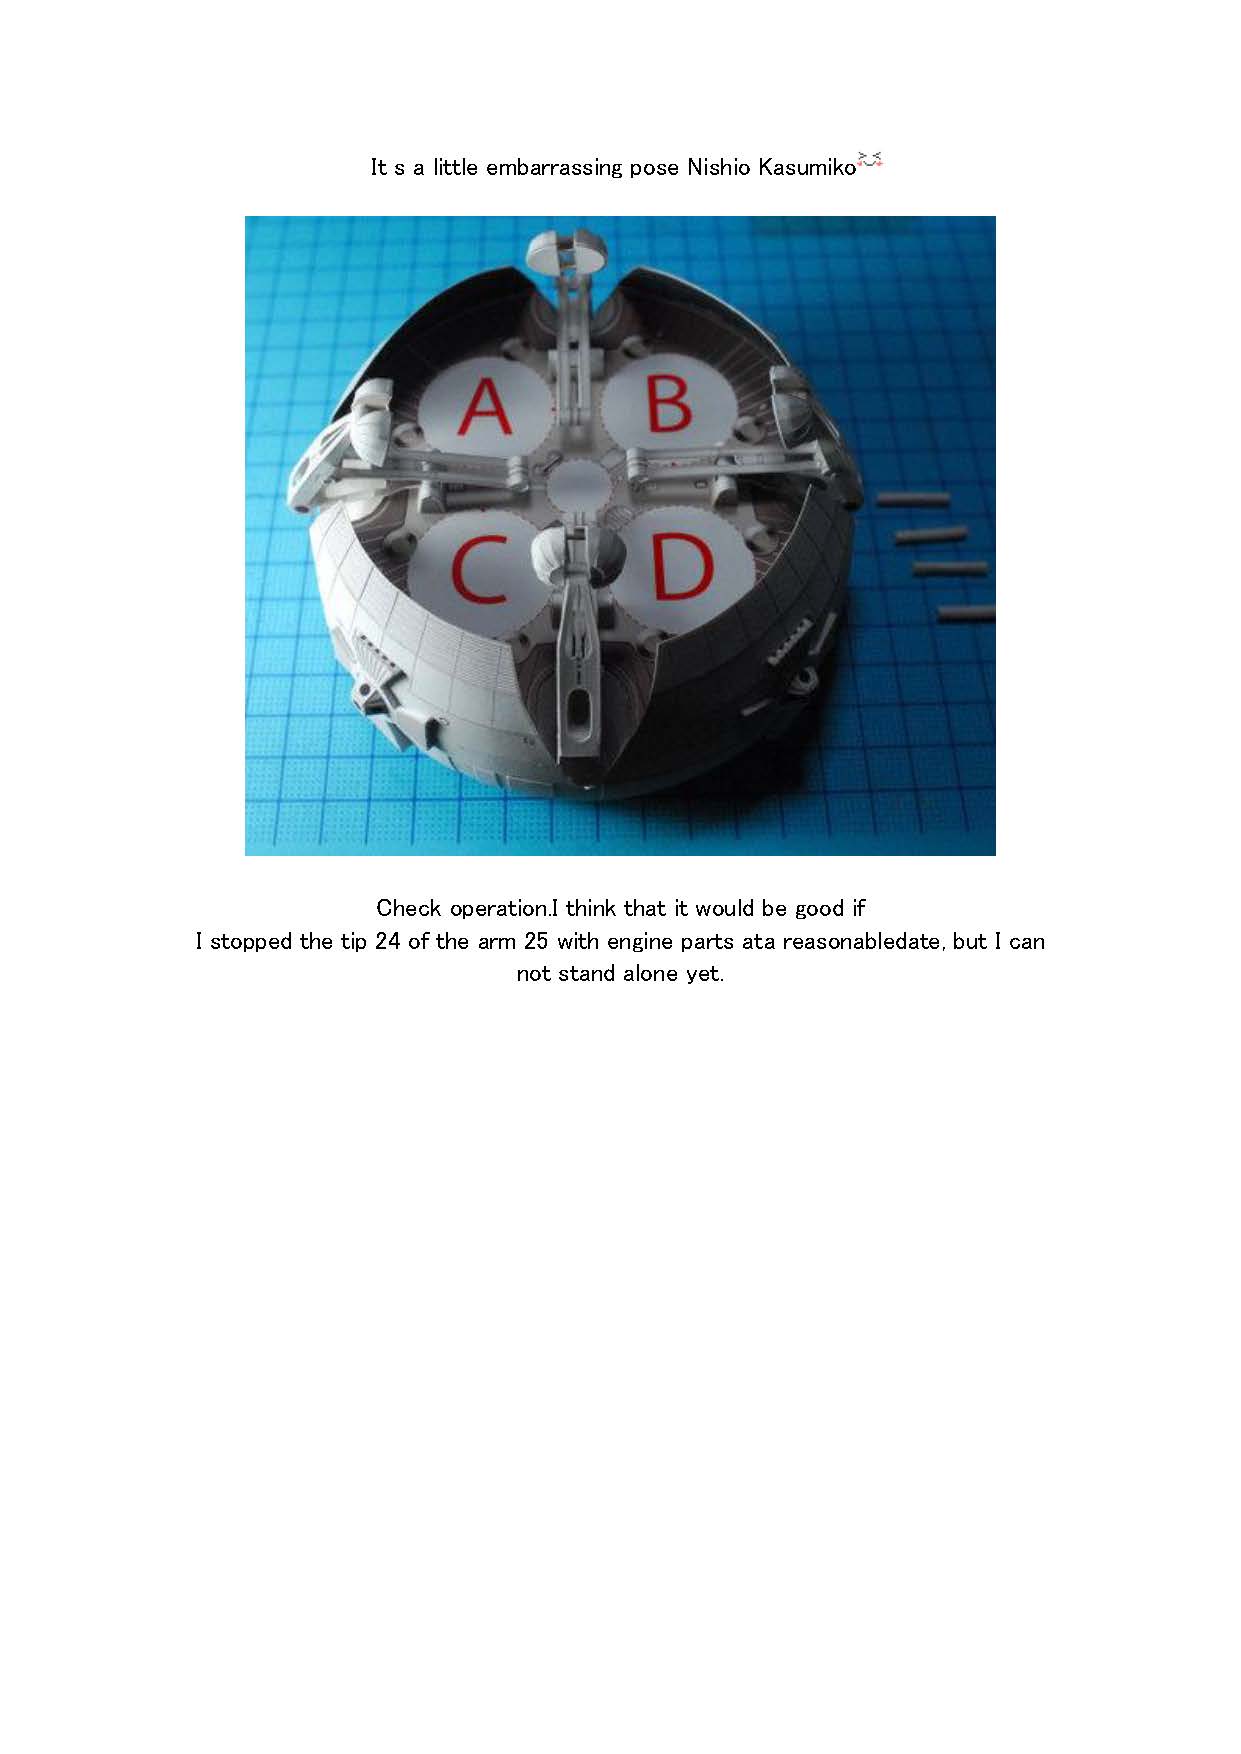 It s a little embarrassing pose Nishio Kasumiko
A B
C D
Check operation.I think that it would be good if
I stopped the tip 24 of the arm 25 with engine parts ata reasonabledate, but I can
not stand alone yet.